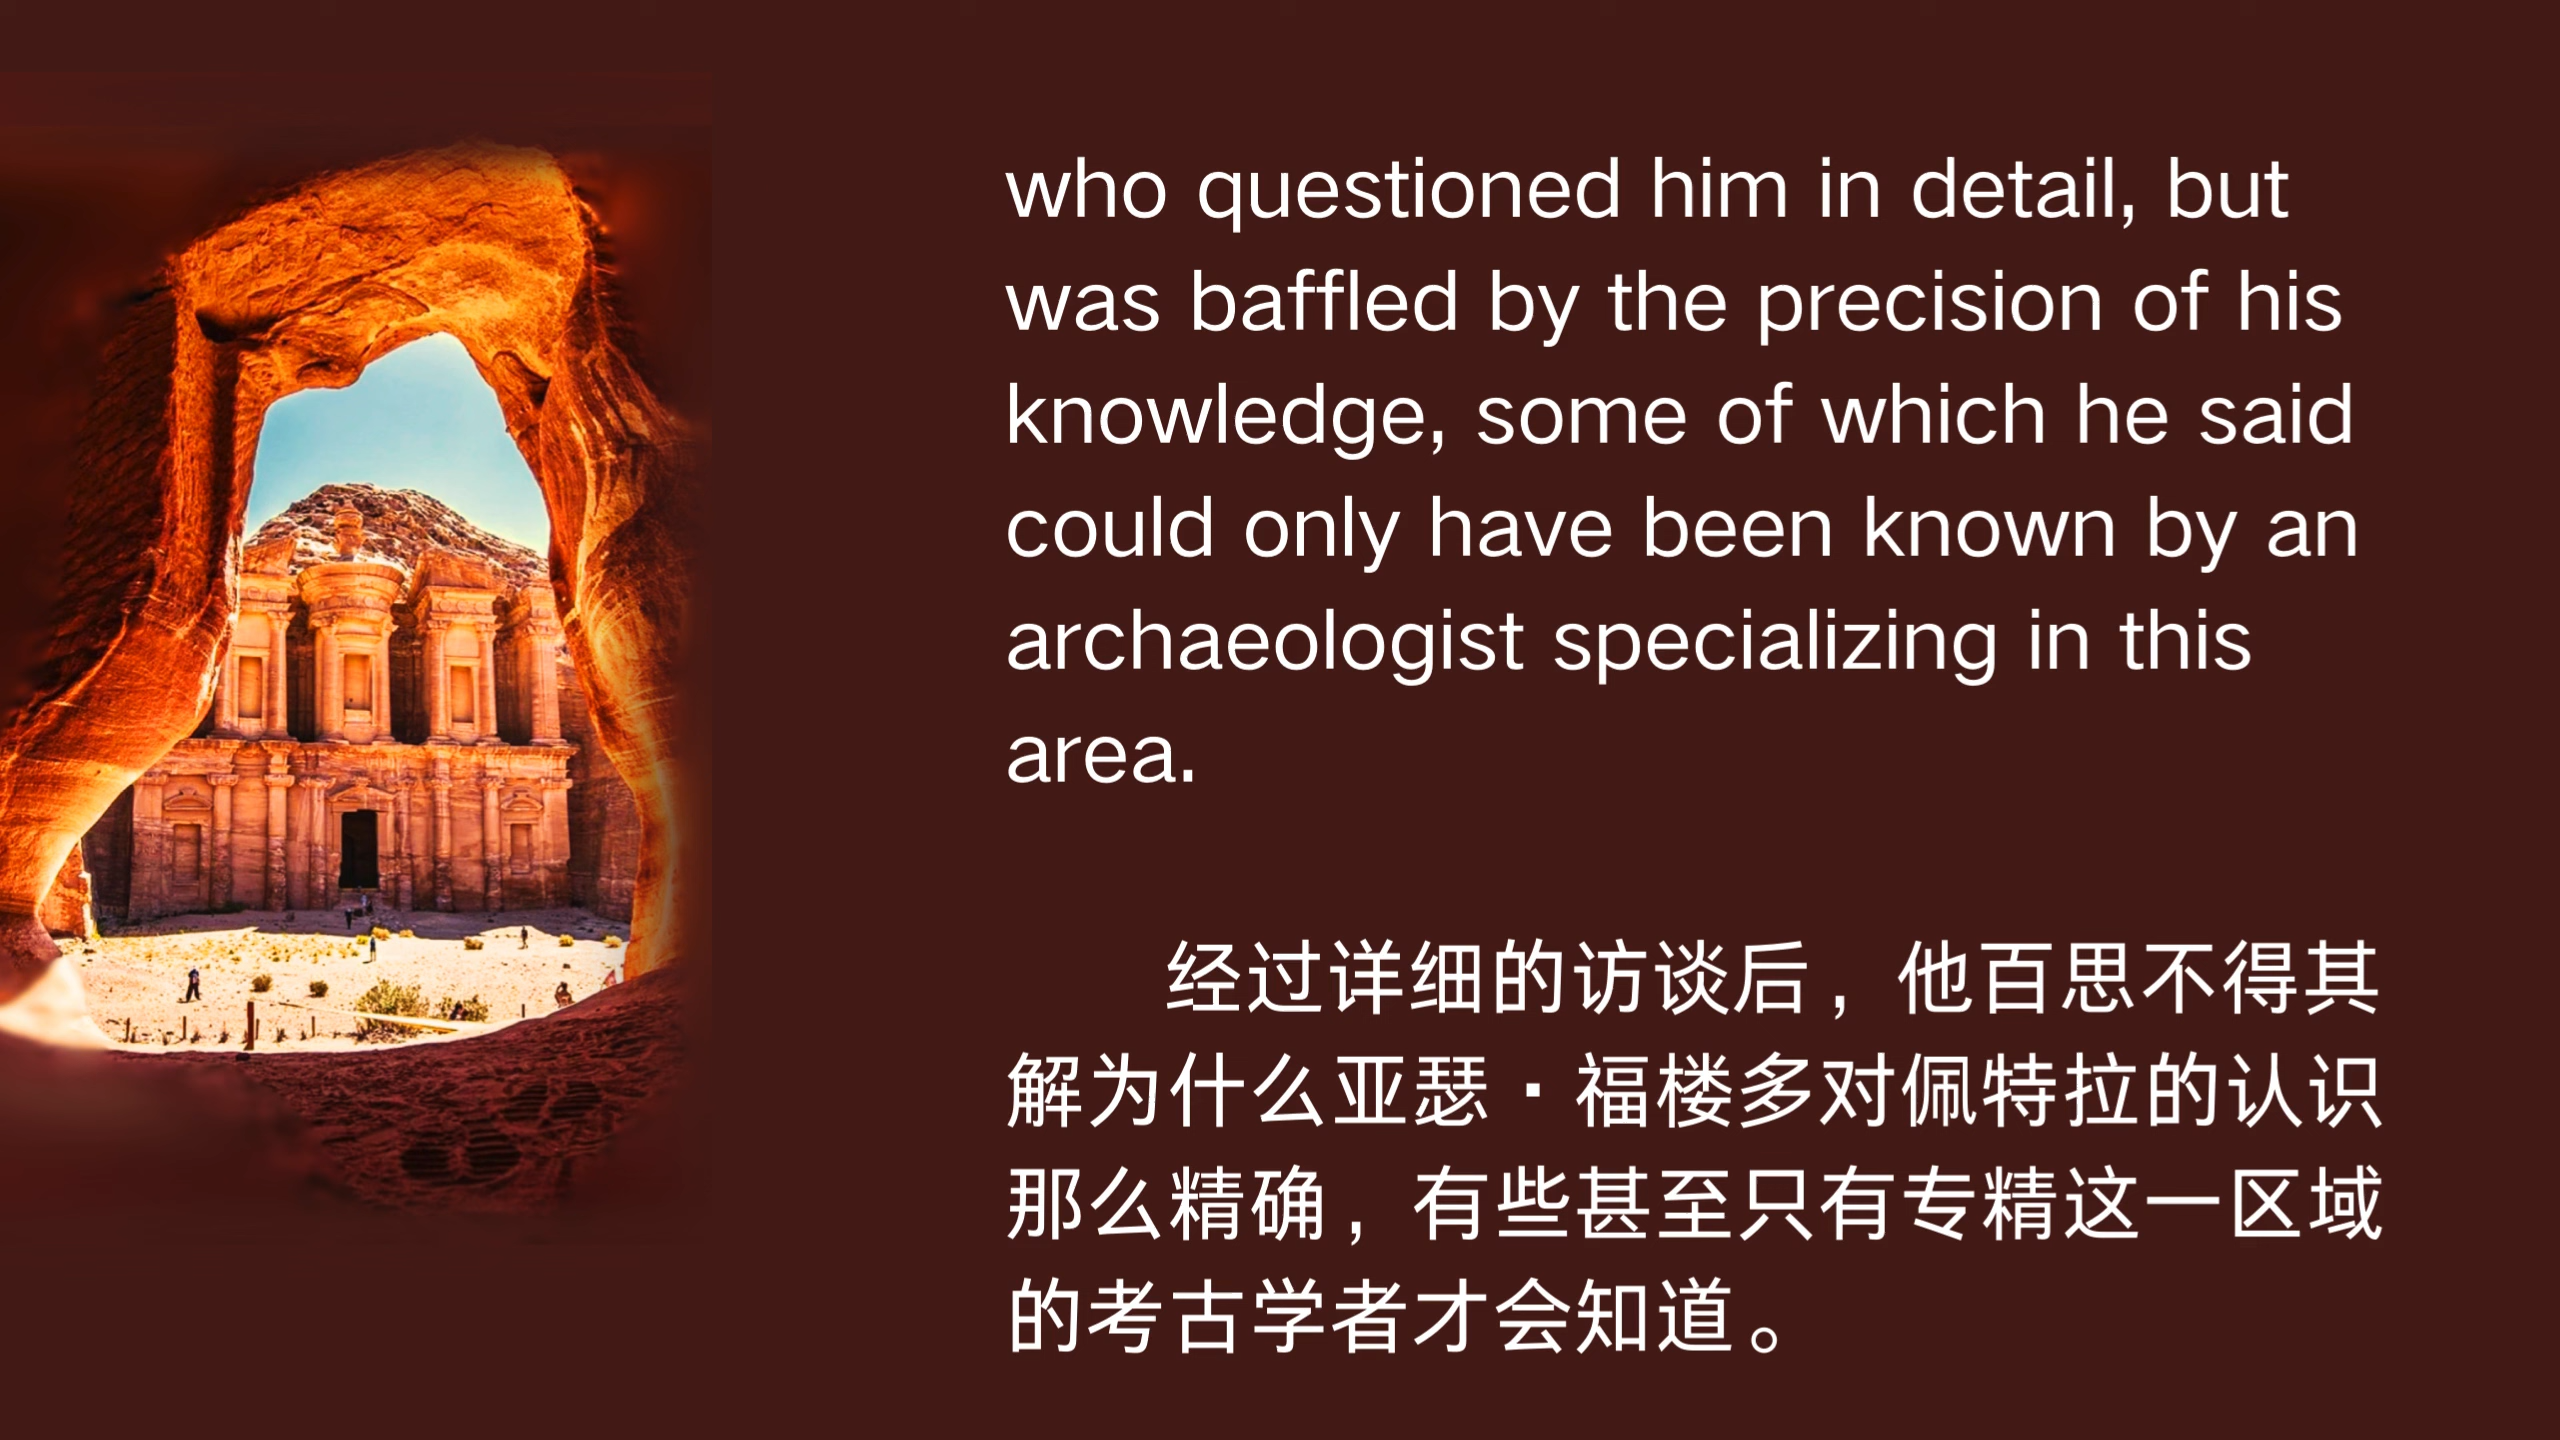 who questioned him in detail, but
was baffled by the precision of his
knowledge, some of which he said
could only have been known by an
archaeologist specializing in this
area.
经过详细的访谈后，他百思不得其
解为什么亚瑟·福楼多对佩特拉的认识
那么精确，有些甚至只有专精这一区域
的考古学者才会知道。